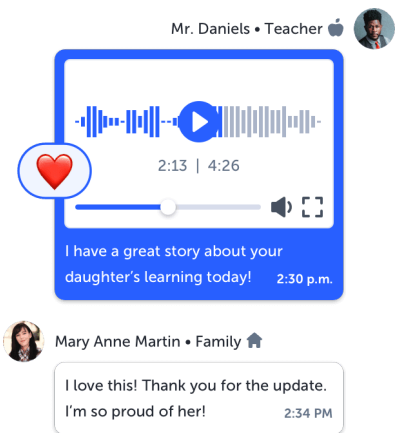 Mr. Daniels • Teacher
2:13 | 4:26
I have a great story about your
daughter’s learning today! 2:30 p.m.
Mary Anne Martin • Family
I love this! Thank you for the update.
I’m so proud of her! 2:34 PM